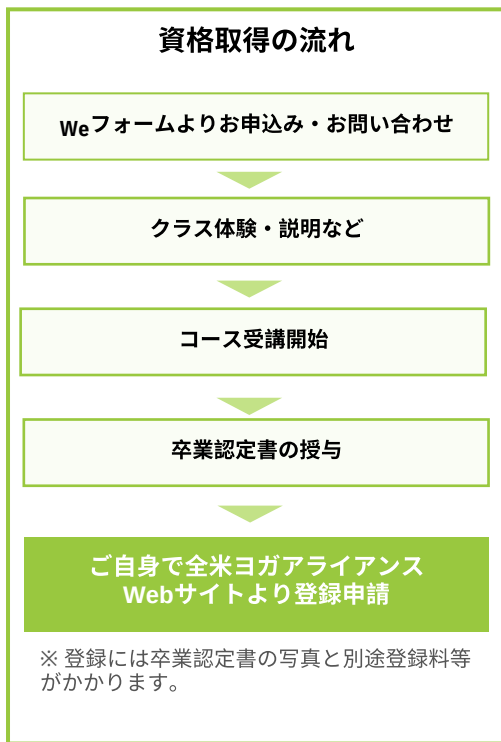 資格取得の流れ
Weフォームよりお申込み・お問い合わせ
クラス体験・説明など
コース受講開始
卒業認定書の授与
ご自身で全米ヨガアライアンス
Webサイトより登録申請
※ 登録には卒業認定書の写真と別途登録料等
がかかります。